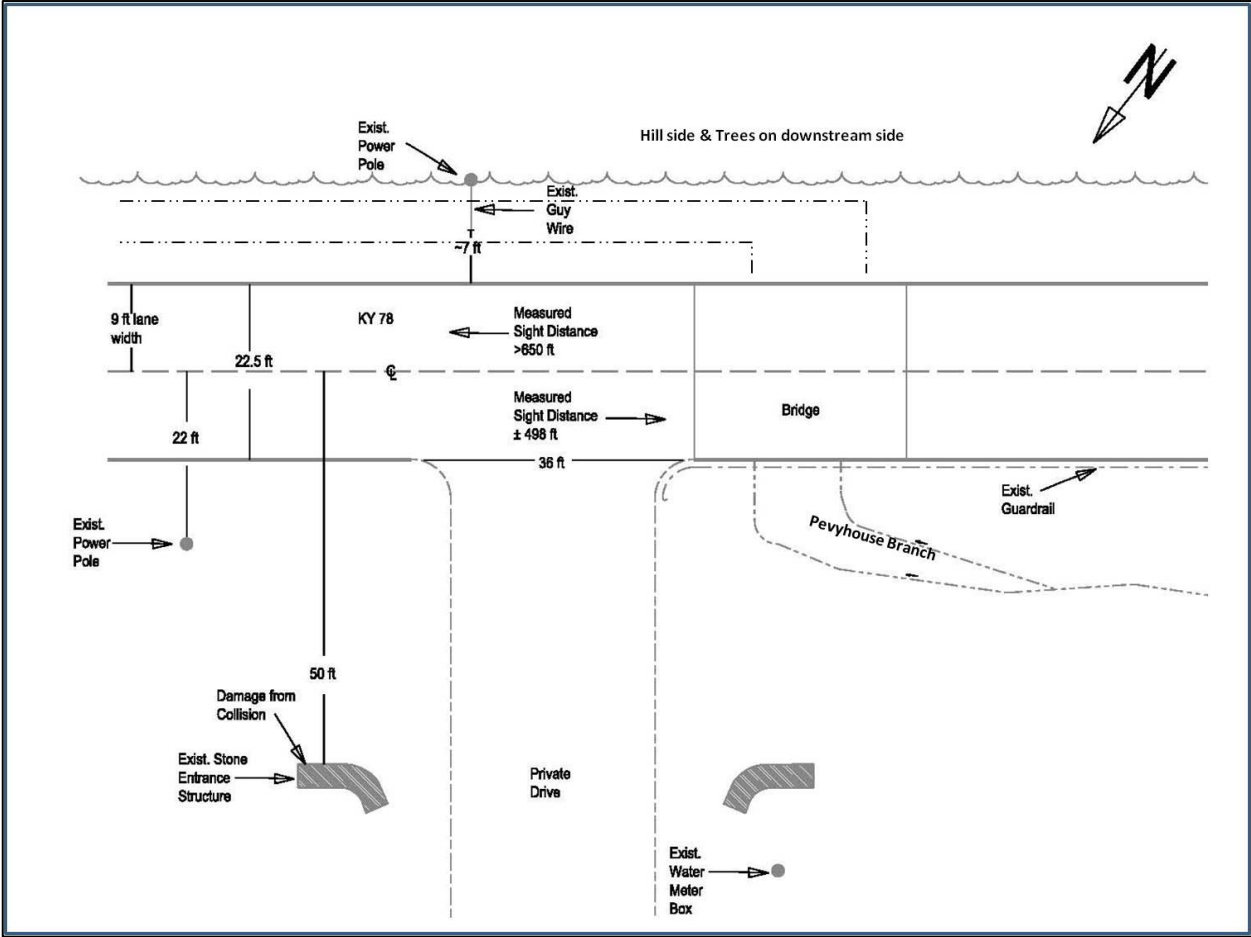 N
Hill side & Trees on downstream side
Exist.
Power
Pole
Exist.
Guy
Wire
~7 ft
9 ft lane
width
KY 78
Measured
Sight Distance
>650 ft
22.5 ft
℄
Measured
Sight Distance
± 498 ft
Bridge
22 ft
36 ft
Exist.
Guardrail
Exist.
Power
Pole
Pevyhouse Branch
50 ft
Damage from
Collision
Exist. Stone
Entrance
Structure
Private
Drive
Exist.
Water
Meter
Box